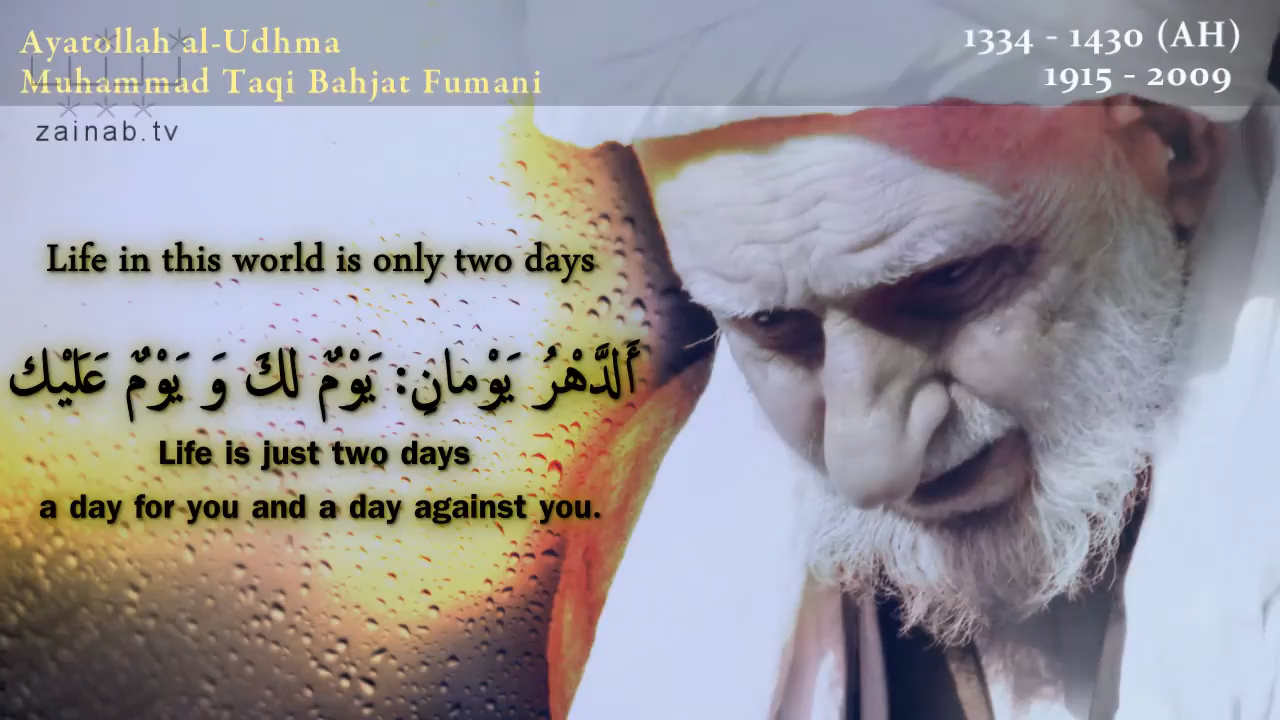 Ayatollah al-Udhma
Muhammad Taqi Bahjat Fumani
1334 - 1430 (AH)
1915 - 2009
zainab.tv
Life in this world is only two days
أَلدَّهْرُ يَوْمانِ: يَوْمٌ لكَ وَ يَوْمٌ عَلَيْك
Life is just two days
a day for you and a day against you.